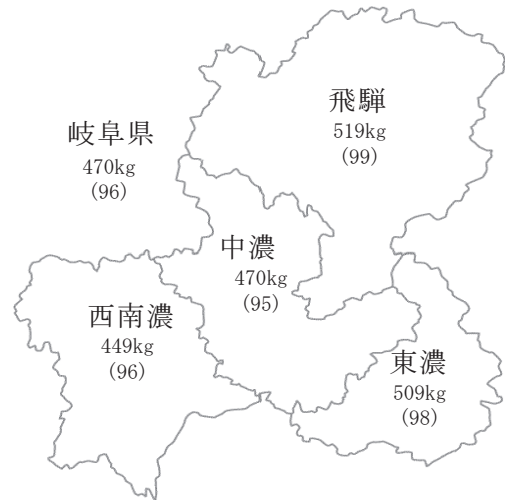 飛騨
519kg
(99)
岐阜県
470kg
(96)
中濃
470kg
(95)
西南濃
449kg
(96)
東濃
509kg
(98)